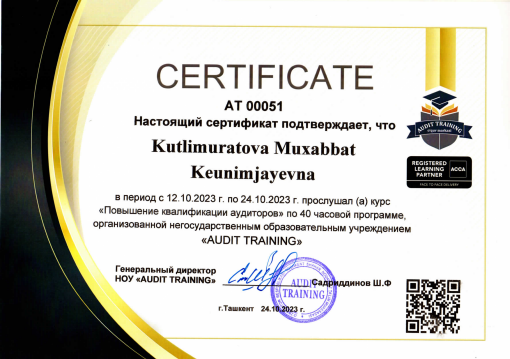 CERTIFICATE
AT 00051
Настоящий сертификат подтверждает, что
Kutlimuratova Muxabbat
Keunimjayevna
в период с 12.10.2023 г. по 24.10.2023 г. прослушал (а) курс
«Повышение квалификации аудиторов» по 40 часовой программе,
организованной негосударственным образовательным учреждением
«AUDIT TRAINING»
Генеральный директор
НОУ «AUDIT TRAINING»
Садриддинов Ш.Ф
г.Ташкент 24.10.2023 г.
AUDIT TRAINING
REGISTERED
LEARNING
PARTNER
ACCA
FACE TO FACE DELIVERY
AUDIT
TRAINING